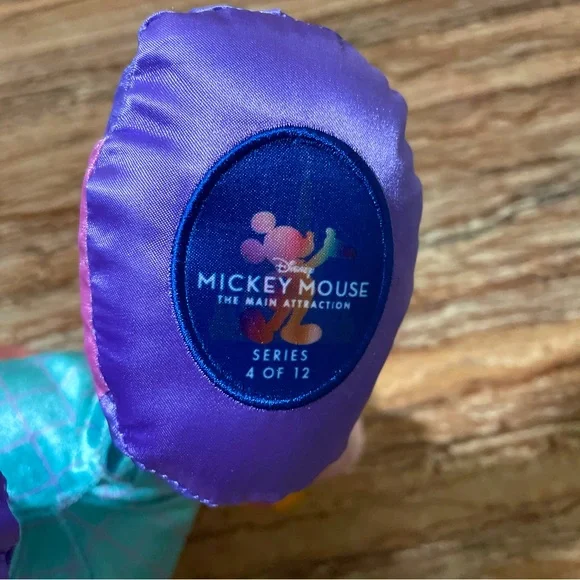 Disney
MICKEY MOUSE
THE MAIN ATTRACTION
SERIES
4 OF 12